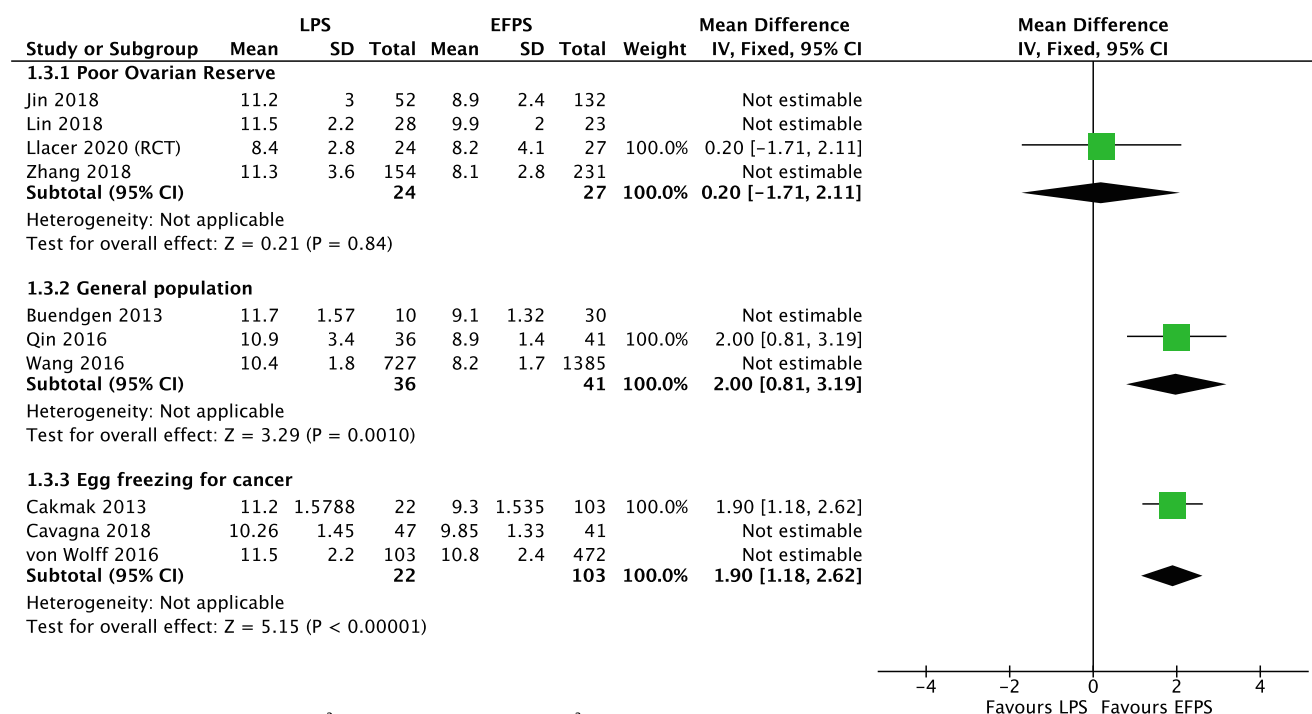 LPS EFPS Mean Difference Mean Difference
Study or Subgroup Mean SD Total Mean SD Total Weight IV, Fixed, 95% CI IV, Fixed, 95% CI
1.3.1 Poor Ovarian Reserve
Jin 2018 11.2 3 52 8.9 2.4 132 Not estimable
Lin 2018 11.5 2.2 28 9.9 2 23 Not estimable
Llacer 2020 (RCT) 8.4 2.8 24 8.2 4.1 27 100.0% 0.20 [−1.71, 2.11]
Zhang 2018 11.3 3.6 154 8.1 2.8 231 Not estimable
Subtotal (95% CI) 24 27 100.0% 0.20 [−1.71, 2.11]
Heterogeneity: Not applicable
Test for overall effect: Z = 0.21 (P = 0.84)
1.3.2 General population
Buendgen 2013 11.7 1.57 10 9.1 1.32 30 Not estimable
Qin 2016 10.9 3.4 36 8.9 1.4 41 100.0% 2.00 [0.81, 3.19]
Wang 2016 10.4 1.8 727 8.2 1.7 1385 Not estimable
Subtotal (95% CI) 36 41 100.0% 2.00 [0.81, 3.19]
Heterogeneity: Not applicable
Test for overall effect: Z = 3.29 (P = 0.0010)
1.3.3 Egg freezing for cancer
Cakmak 2013 11.2 1.5788 22 9.3 1.535 103 100.0% 1.90 [1.18, 2.62]
Cavagna 2018 10.26 1.45 47 9.85 1.33 41 Not estimable
von Wolff 2016 11.5 2.2 103 10.8 2.4 472 Not estimable
Subtotal (95% CI) 22 103 100.0% 1.90 [1.18, 2.62]
Heterogeneity: Not applicable
Test for overall effect: Z = 5.15 (P < 0.00001)
−4 −2 0 2 4
Favours LPS Favours EFPS